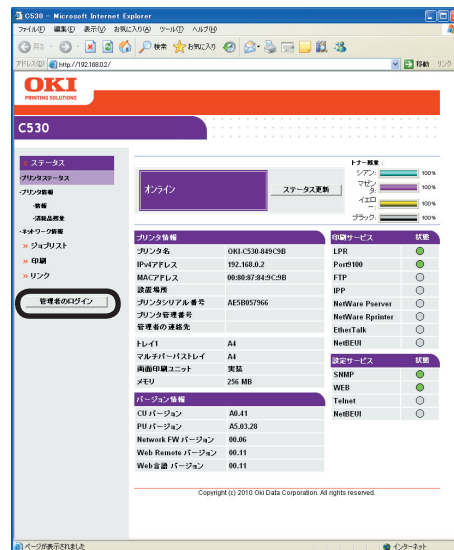 C530 - Microsoft Internet Explorer
ファイル(F) 編集(E) 表示(V) お気に入り(A) ツール(T) ヘルプ(H)
戻る 検索 お気に入り
アドレス(D) http://192.168.0.2/ 移動 リンク
OKI
PRINTING SOLUTIONS
C530
ステータス
・プリンタステータス
・プリンタ情報
・情報
・消耗品残量
・ネットワーク情報
ジョブリスト
印刷
リンク
管理者のログイン
オンライン
ステータス更新
トナー残量:
シアン: 100%
マゼンタ: 100%
イエロー: 100%
ブラック: 100%
プリンタ情報
プリンタ名 OKI-C530-849C9B
IPv4アドレス 192.168.0.2
MACアドレス 00:80:87:84:9C:9B
設置場所
プリンタシリアル番号 AE5B057966
プリンタ管理番号
管理者の連絡先
トレイ1 A4
マルチパーパストレイ A4
両面印刷ユニット 実装
メモリ 256 MB
バージョン情報
CU バージョン A0.41
PU バージョン A5.03.28
Network FW バージョン 00.06
Web Remote バージョン 00.11
Web言語 バージョン 00.11
印刷サービス 状態
LPR
Port9100
FTP
IPP
NetWare Pserver
NetWare Rprinter
EtherTalk
NetBEUI
設定サービス 状態
SNMP
WEB
Telnet
NetBEUI
Copyright (c) 2010 Oki Data Corporation. All rights reserved.
ページが表示されました インターネット